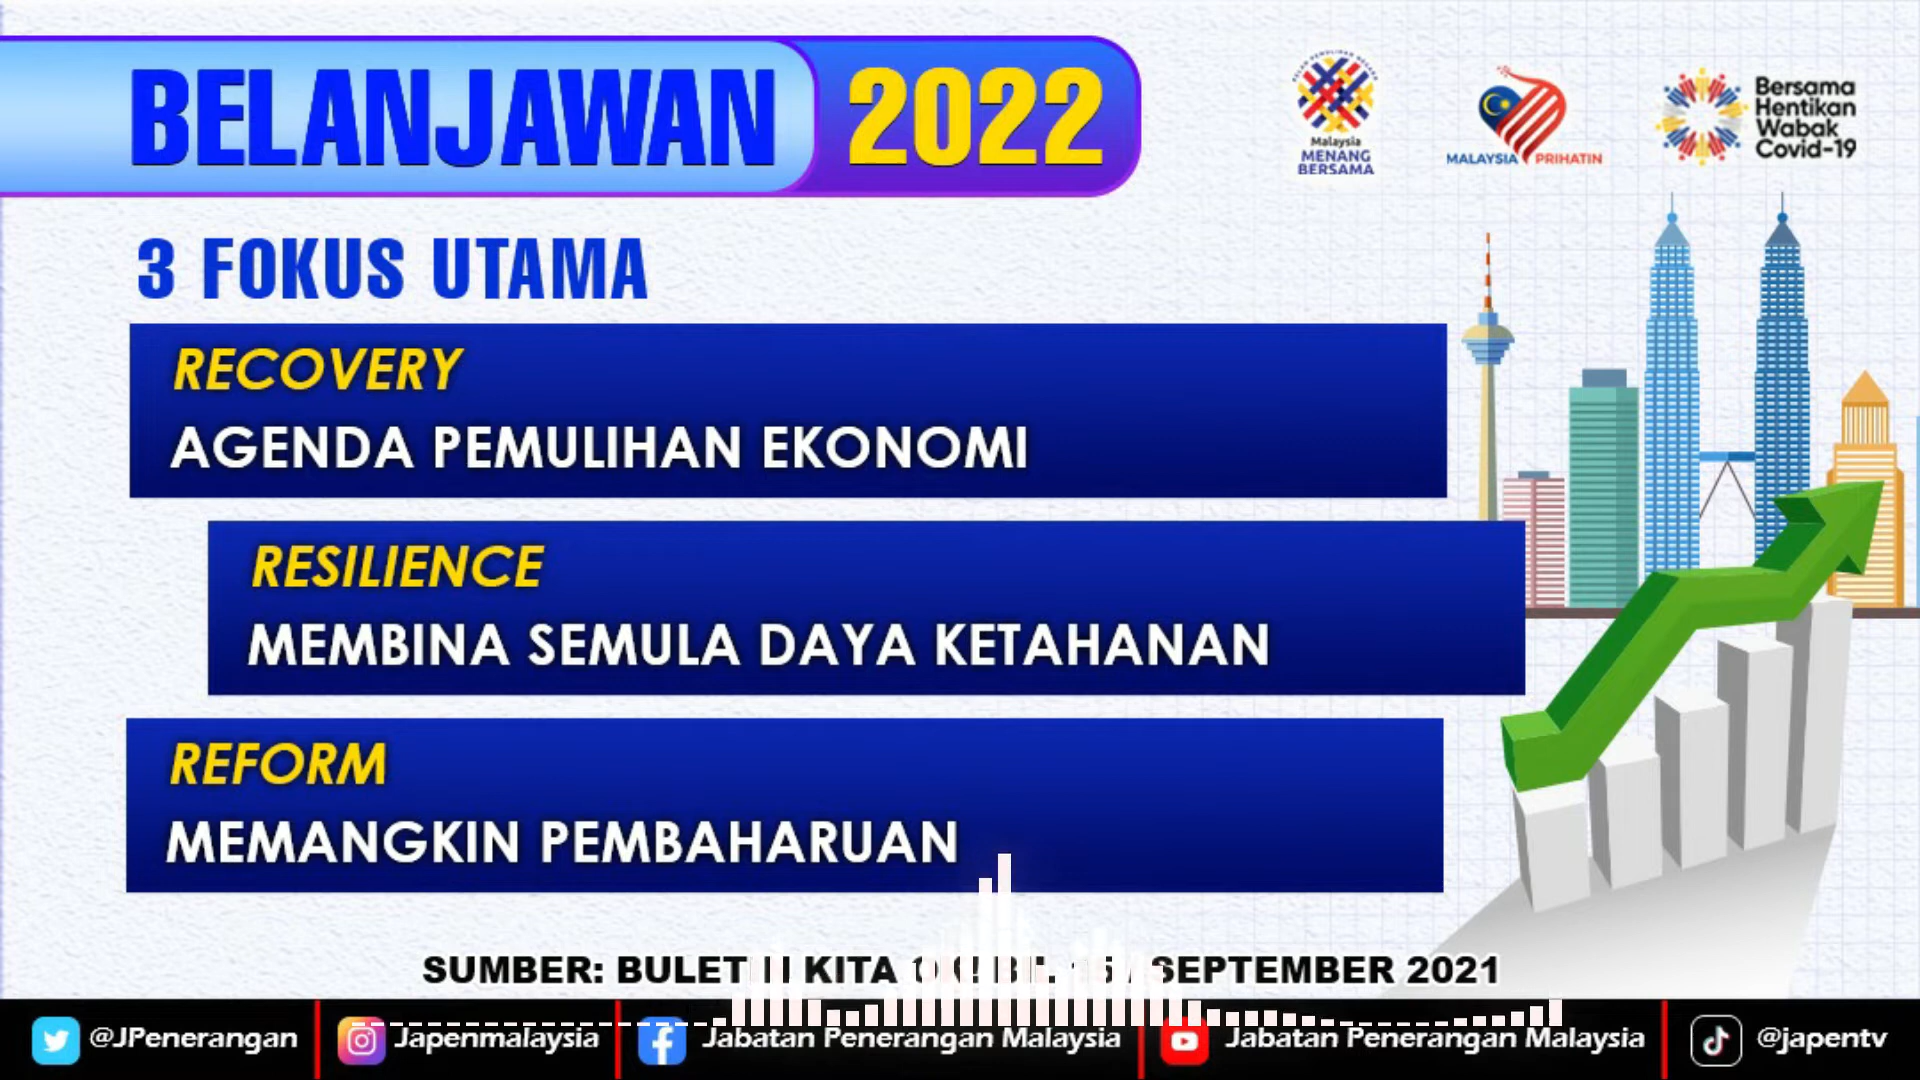 BELANJAWAN 2022
Malaysia
MENANG
BERSAMA
MALAYSIA PRIHATIN
Bersama
Hentikan
Wabak
Covid-19
3 FOKUS UTAMA
RECOVERY
AGENDA PEMULIHAN EKONOMI
RESILIENCE
MEMBINA SEMULA DAYA KETAHANAN
REFORM
MEMANGKIN PEMBAHARUAN
SUMBER: BULETIN KITA SEPTEMBER 2021
@JPenerangan
Japenmalaysia
Jabatan Penerangan Malaysia
Jabatan Penerangan Malaysia
@japentv